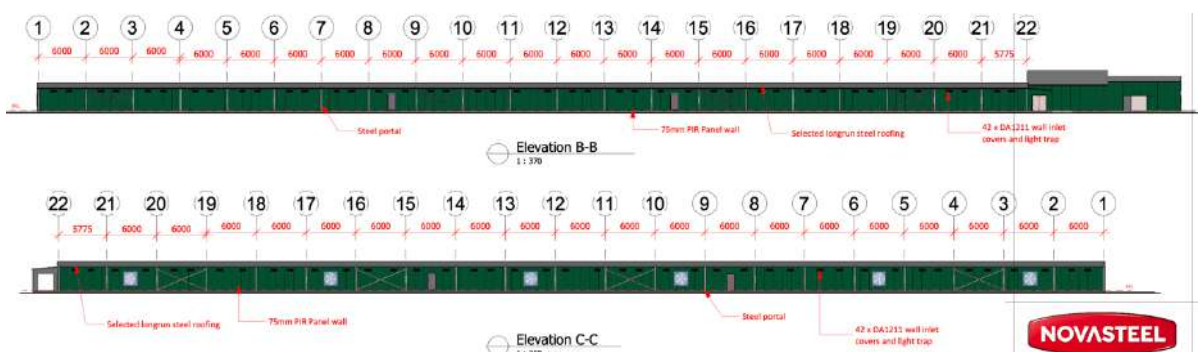 1 2 3 4 5 6 7 8 9 10 11 12 13 14 15 16 17 18 19 20 21 22
6000 6000 6000 6000 6000 6000 6000 6000 6000 6000 6000 6000 6000 6000 6000 6000 6000 6000 6000 6000 5775
Steel portal
75mm PIR Panel wall
Selected longrun steel roofing
42 x DA1211 wall inlet
covers and light trap
Elevation B-B
1 : 370
22 21 20 19 18 17 16 15 14 13 12 11 10 9 8 7 6 5 4 3 2 1
5775 6000 6000 6000 6000 6000 6000 6000 6000 6000 6000 6000 6000 6000 6000 6000 6000 6000 6000 6000 6000
Selected longrun steel roofing
75mm PIR Panel wall
Steel portal
42 x DA1211 wall inlet
covers and light trap
Elevation C-C
NOVASTEEL